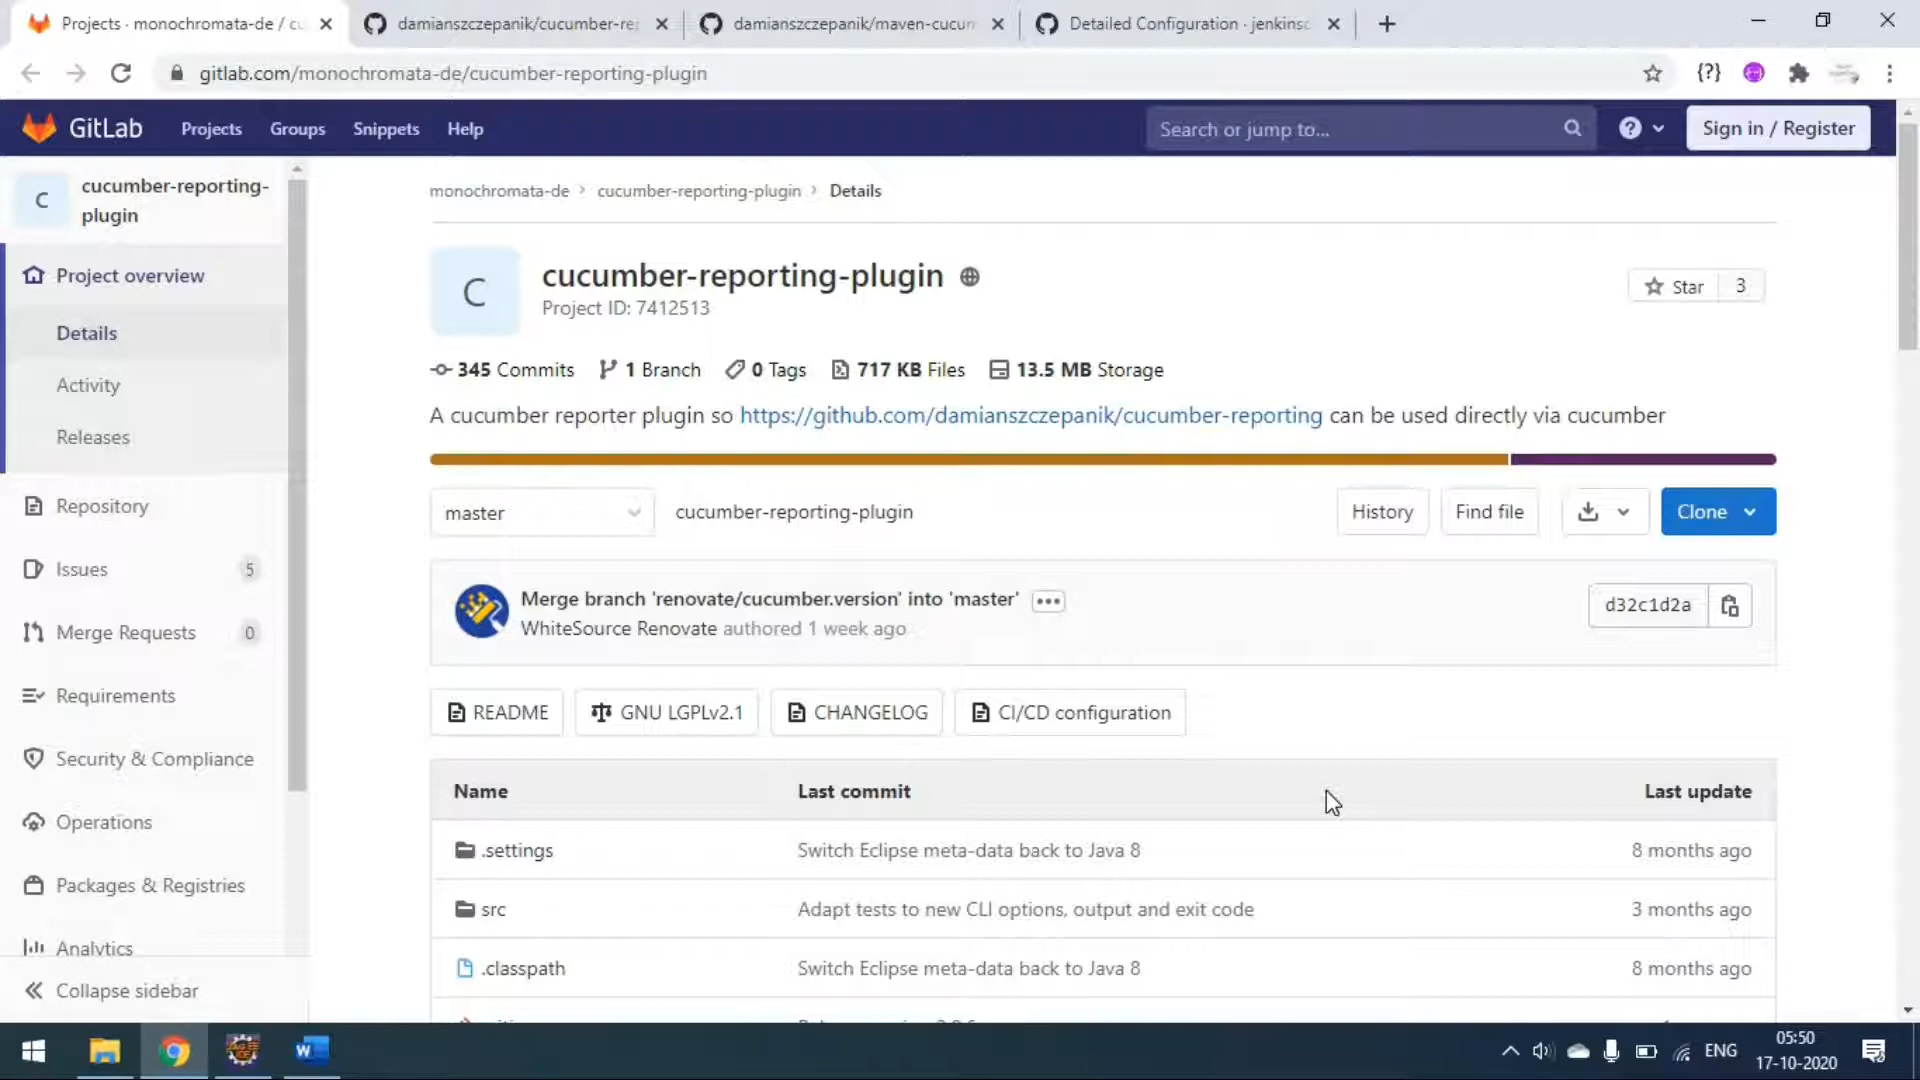 Projects · monochromata-de / cu
damianszczepanik/cucumber-re
damianszczepanik/maven-cucum
Detailed Configuration · jenkinsc
gitlab.com/monochromata-de/cucumber-reporting-plugin
{?}
GitLab
Projects
Groups
Snippets
Help
Search or jump to...
Sign in / Register
C
cucumber-reporting-
plugin
Project overview
Details
Activity
Releases
Repository
Issues 5
Merge Requests 0
Requirements
Security & Compliance
Operations
Packages & Registries
Analytics
Collapse sidebar
monochromata-de > cucumber-reporting-plugin > Details
C
cucumber-reporting-plugin
Project ID: 7412513
Star 3
345 Commits 1 Branch 0 Tags 717 KB Files 13.5 MB Storage
A cucumber reporter plugin so https://github.com/damianszczepanik/cucumber-reporting can be used directly via cucumber
master
cucumber-reporting-plugin
History
Find file
Clone
Merge branch 'renovate/cucumber.version' into 'master'
WhiteSource Renovate authored 1 week ago
d32c1d2a
README
GNU LGPLv2.1
CHANGELOG
CI/CD configuration
Name Last commit Last update
.settings Switch Eclipse meta-data back to Java 8 8 months ago
src Adapt tests to new CLI options, output and exit code 3 months ago
.classpath Switch Eclipse meta-data back to Java 8 8 months ago
W
ENG
05:50
17-10-2020